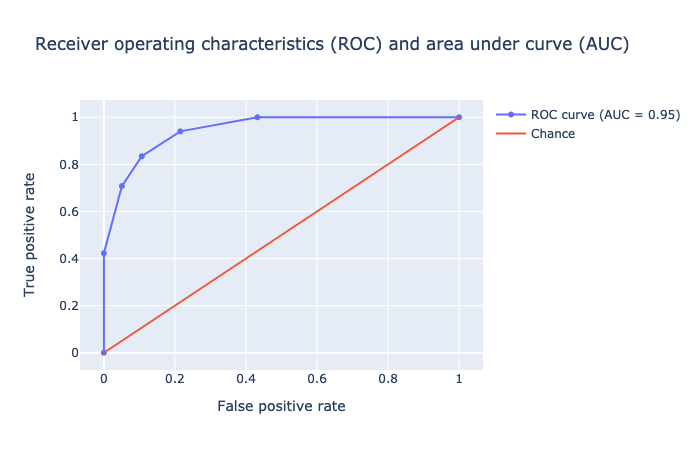 Receiver operating characteristics (ROC) and area under curve (AUC)
ROC curve (AUC = 0.95)
Chance
True positive rate
1
0.8
0.6
0.4
0.2
0
0 0.2 0.4 0.6 0.8 1
False positive rate